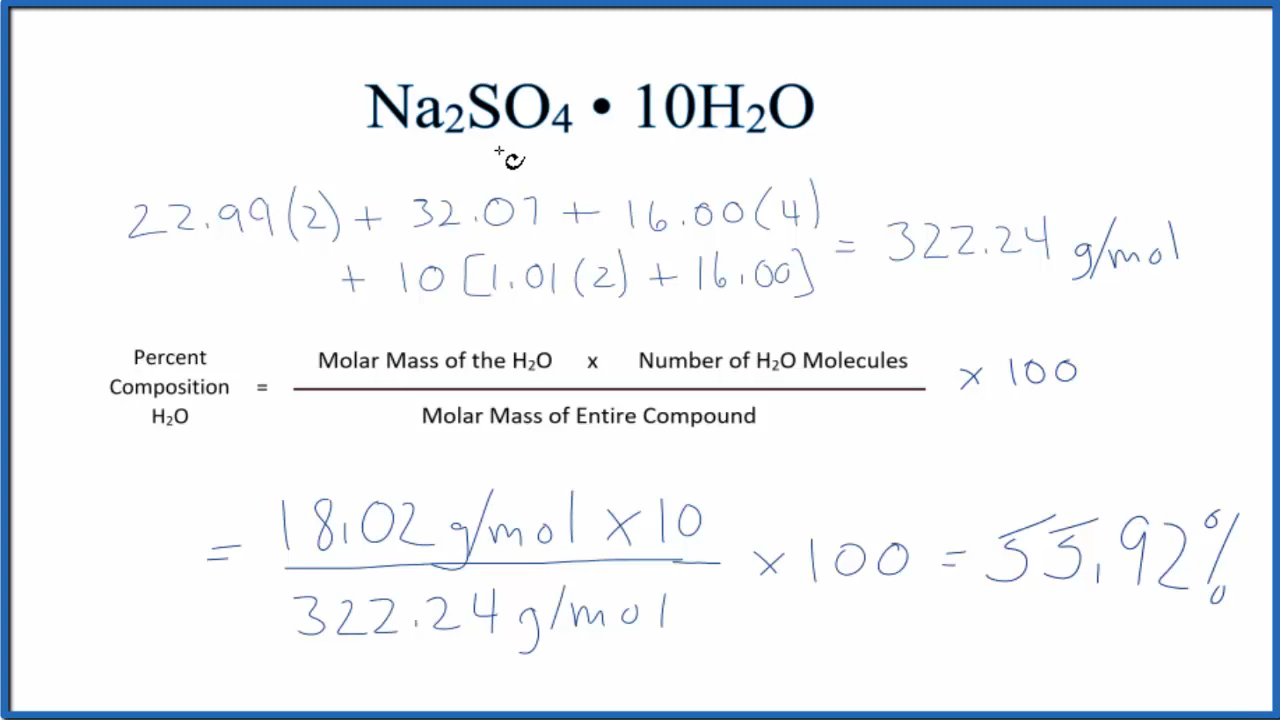 Na₂SO₄ • 10H₂O
22.99(2) + 32.07 + 16.00(4)
+ 10 [1.01(2) + 16.00]
= 322.24 g/mol
Percent Composition H₂O = Molar Mass of the H₂O x Number of H₂O Molecules
Molar Mass of Entire Compound
x 100
= 18.02 g/mol x 10
322.24 g/mol
x 100 = 55.92%